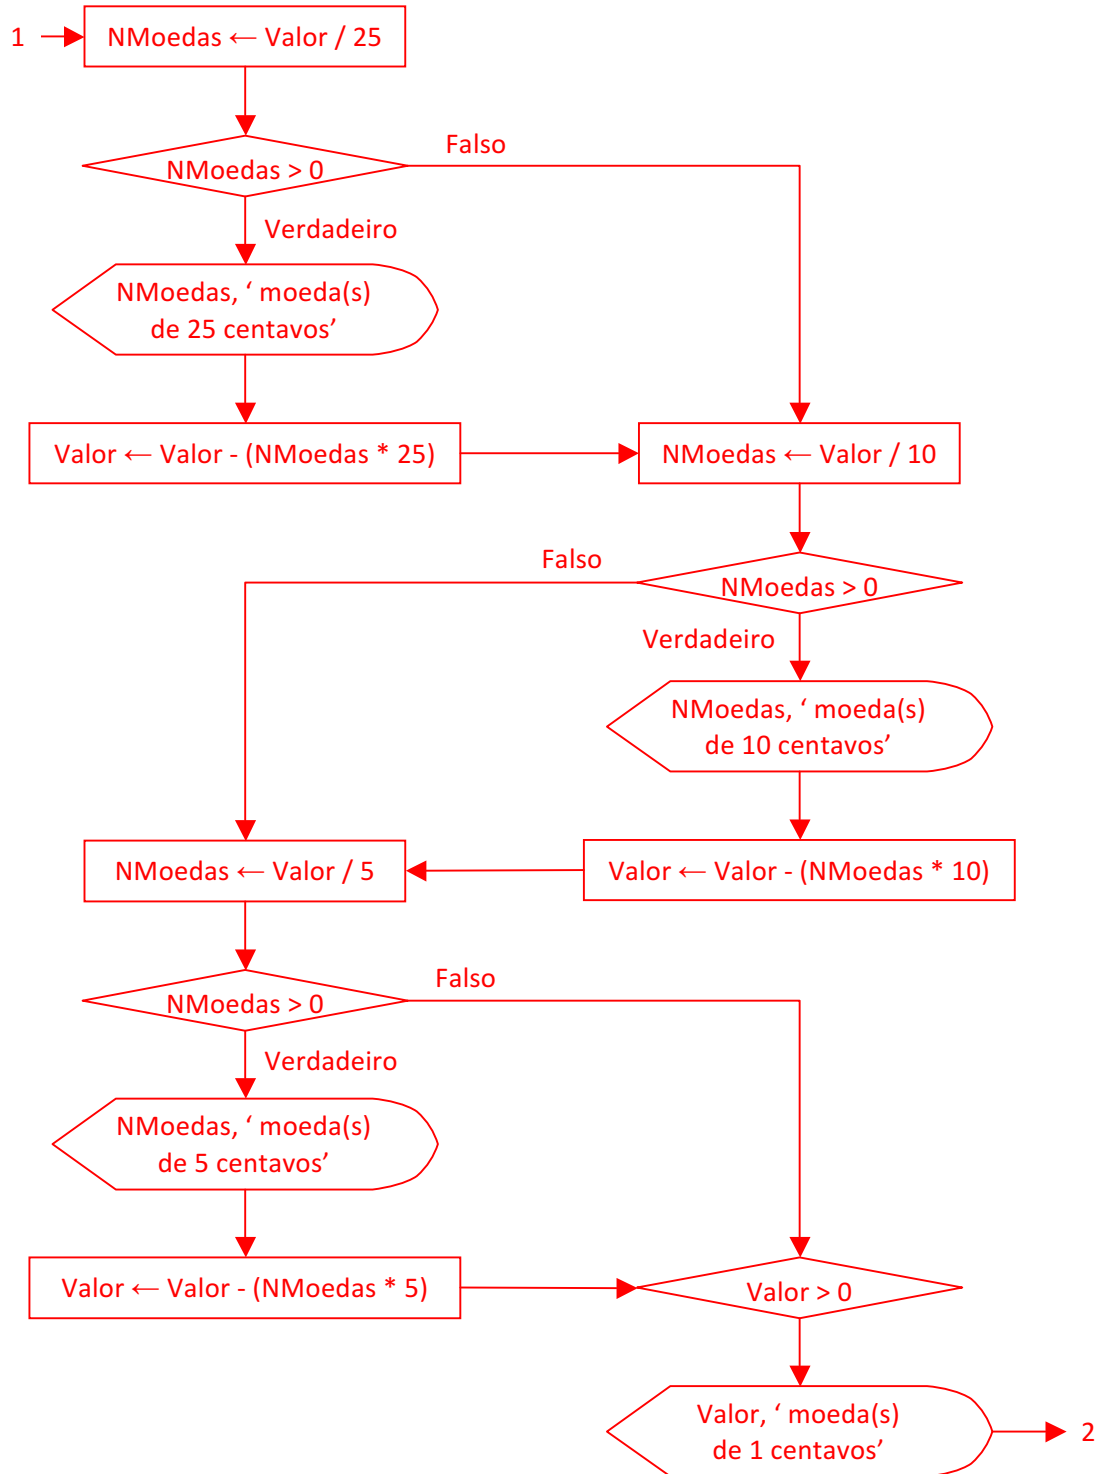 1
NMoedas ← Valor / 25
NMoedas > 0
Falso
Verdadeiro
NMoedas, ‘ moeda(s)
de 25 centavos’
Valor ← Valor - (NMoedas * 25)
NMoedas ← Valor / 10
Falso
NMoedas > 0
Verdadeiro
NMoedas, ‘ moeda(s)
de 10 centavos’
NMoedas ← Valor / 5
Valor ← Valor - (NMoedas * 10)
NMoedas > 0
Falso
Verdadeiro
NMoedas, ‘ moeda(s)
de 5 centavos’
Valor ← Valor - (NMoedas * 5)
Valor > 0
Valor, ‘ moeda(s)
de 1 centavos’
2